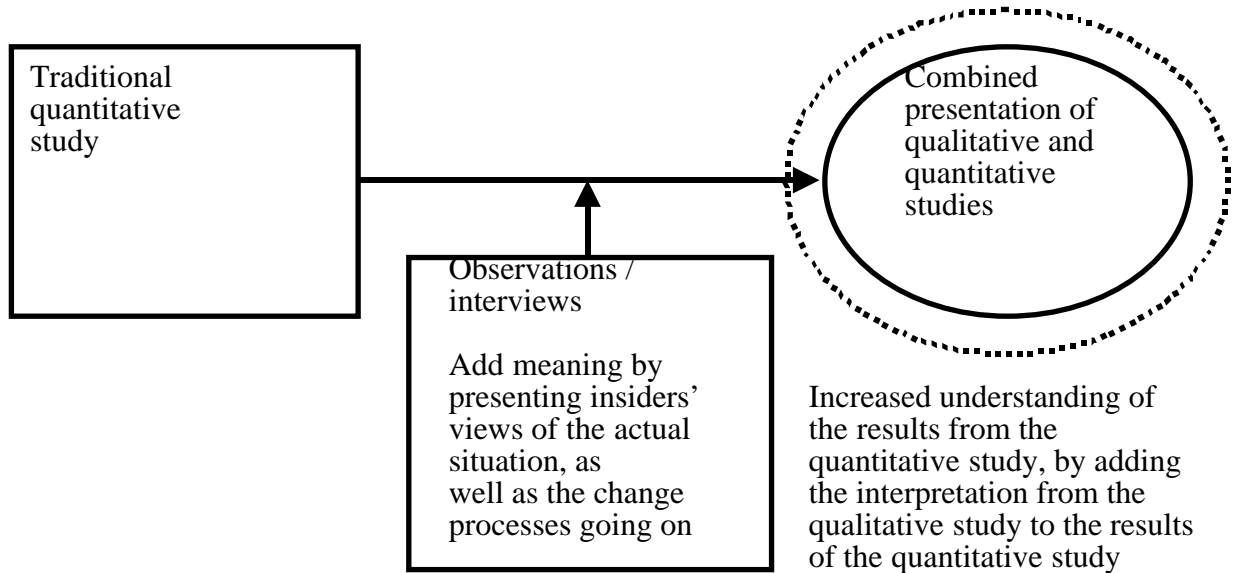 Traditional
quantitative
study
Combined
presentation of
qualitative and
quantitative
studies
Observations /
interviews
Add meaning by
presenting insiders’
views of the actual
situation, as
well as the change
processes going on
Increased understanding of
the results from the
quantitative study, by adding
the interpretation from the
qualitative study to the results
of the quantitative study